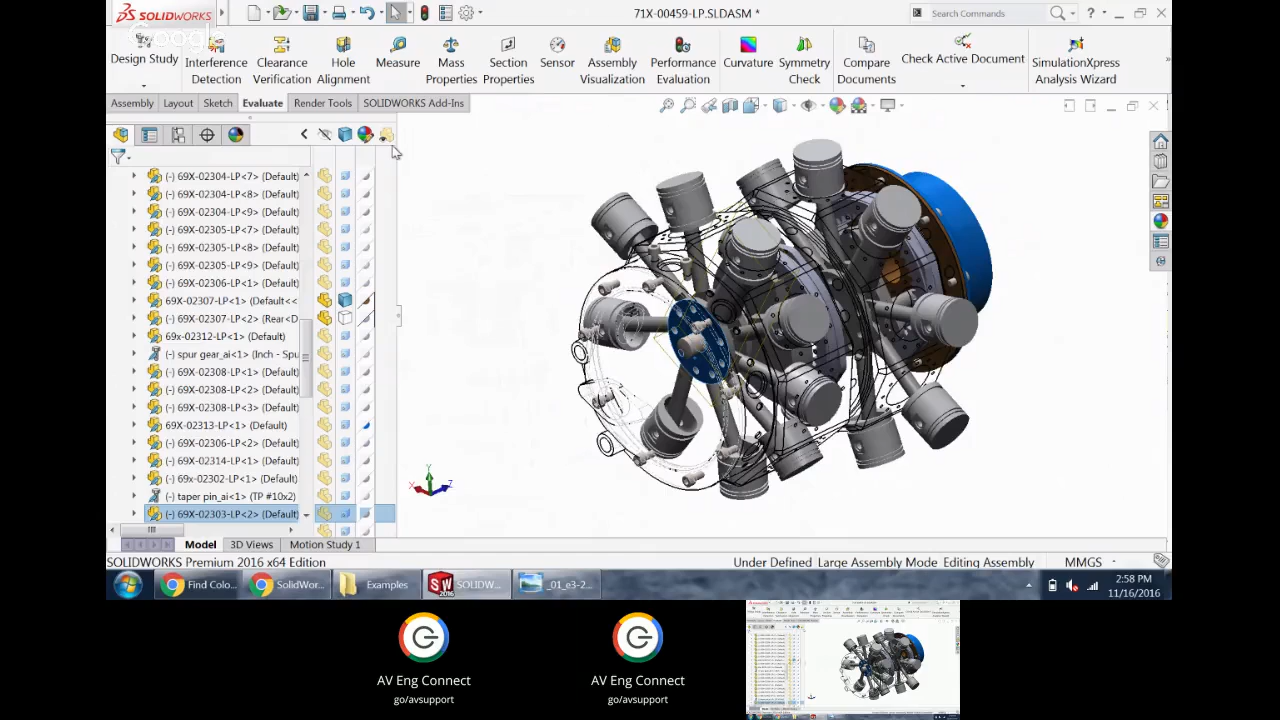 SOLIDWORKS
71X-00459-LP.SLDASM *
Search Commands
?
Design Study
Interference
Detection
Clearance
Verification
Hole
Alignment
Measure
Mass
Properties
Section
Properties
Sensor
Assembly
Visualization
Performance
Evaluation
Curvature
Symmetry
Check
Compare
Documents
Check Active Document
SimulationXpress
Analysis Wizard
Assembly
Layout
Sketch
Evaluate
Render Tools
SOLIDWORKS Add-Ins
(-) 69X-02304-LP<7> (Default)
(-) 69X-02304-LP<8> (Default)
(-) 69X-02304-LP<9> (Default)
(-) 69X-02305-LP<7> (Default)
(-) 69X-02305-LP<8> (Default)
(-) 69X-02305-LP<9> (Default)
(-) 69X-02306-LP<1> (Default)
69X-02307-LP<1> (Default<<
(-) 69X-02307-LP<2> (Rear<D
69x-02312-LP<1> (Default)
(-) spur gear_ai<1> (Inch - Spu
(-) 69X-02308-LP<1> (Default)
(-) 69X-02308-LP<2> (Default)
(-) 69X-02308-LP<3> (Default)
69X-02313-LP<1> (Default)
(-) 69X-02306-LP<2> (Default)
(-) 69X-02314-LP<1> (Default)
(-) 69x-02302-LP<1> (Default)
(-) taper pin_ai<1> (TP #10x2)
(-) 69X-02303-LP<2> (Default)
Y
X
Z
Model
3D Views
Motion Study 1
SOLIDWORKS Premium 2016 x64 Edition
Under Defined
Large Assembly Mode
Editing Assembly
MMGS
Find Colo...
SolidWor...
Examples
SW
2016
SOLIDW...
_01_e3-2...
2:58 PM
11/16/2016
AV Eng Connect
go/avsupport
AV Eng Connect
go/avsupport